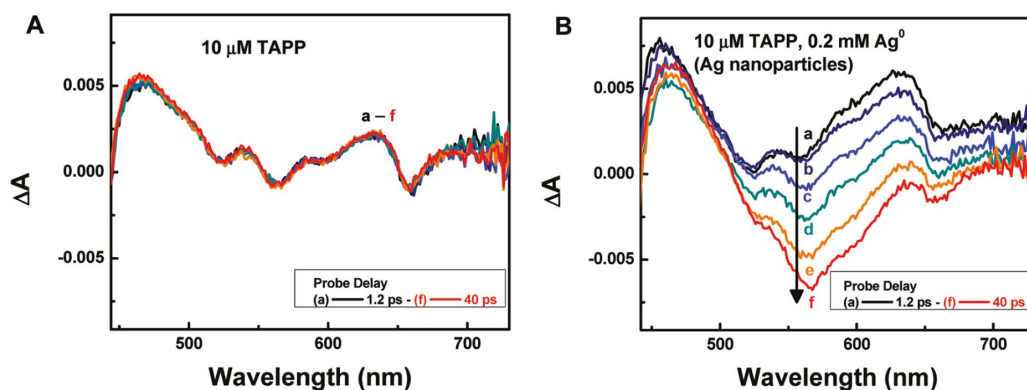 A
10 μM TAPP
0.005
0.000
-0.005
ΔA
a – f
Probe Delay
(a) 1.2 ps - (f) 40 ps
500
600
700
Wavelength (nm)
B
10 μM TAPP, 0.2 mM Ag⁰
(Ag nanoparticles)
0.005
0.000
-0.005
ΔA
a
b
c
d
e
f
Probe Delay
(a) 1.2 ps - (f) 40 ps
500
600
700
Wavelength (nm)